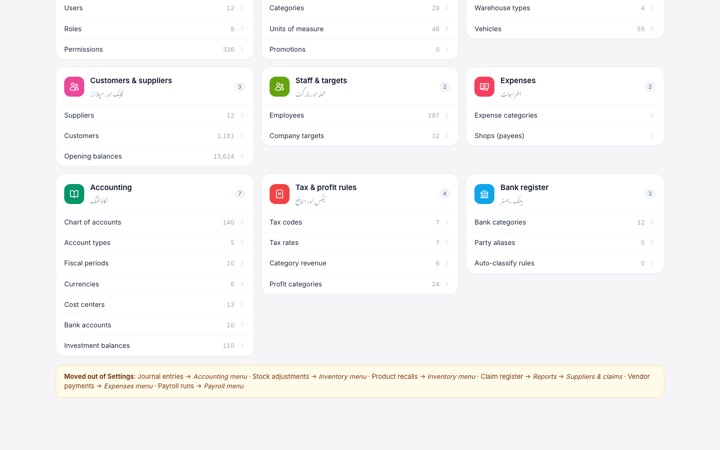 Users 12
Roles 9
Permissions 336
Categories 29
Units of measure 46
Promotions 0
Warehouse types 4
Vehicles 55
Customers & suppliers 3
گاہک اور سپلائرز
Suppliers 12
Customers 1,161
Opening balances 15,624
Staff & targets 2
عملہ اور ٹارگٹ
Employees 187
Company targets 12
Expenses 2
اخراجات
Expense categories
Shops (payees)
Accounting 7
اکاؤنٹنگ
Chart of accounts 140
Account types 5
Fiscal periods 10
Currencies 6
Cost centers 13
Bank accounts 10
Investment balances 110
Tax & profit rules 4
ٹیکس اور منافع
Tax codes 7
Tax rates 7
Category revenue 6
Profit categories 24
Bank register 3
بینک رجسٹر
Bank categories 12
Party aliases 0
Auto-classify rules 0
Moved out of Settings: Journal entries → Accounting menu · Stock adjustments → Inventory menu · Product recalls → Inventory menu · Claim register → Reports → Suppliers & claims · Vendor
payments → Expenses menu · Payroll runs → Payroll menu